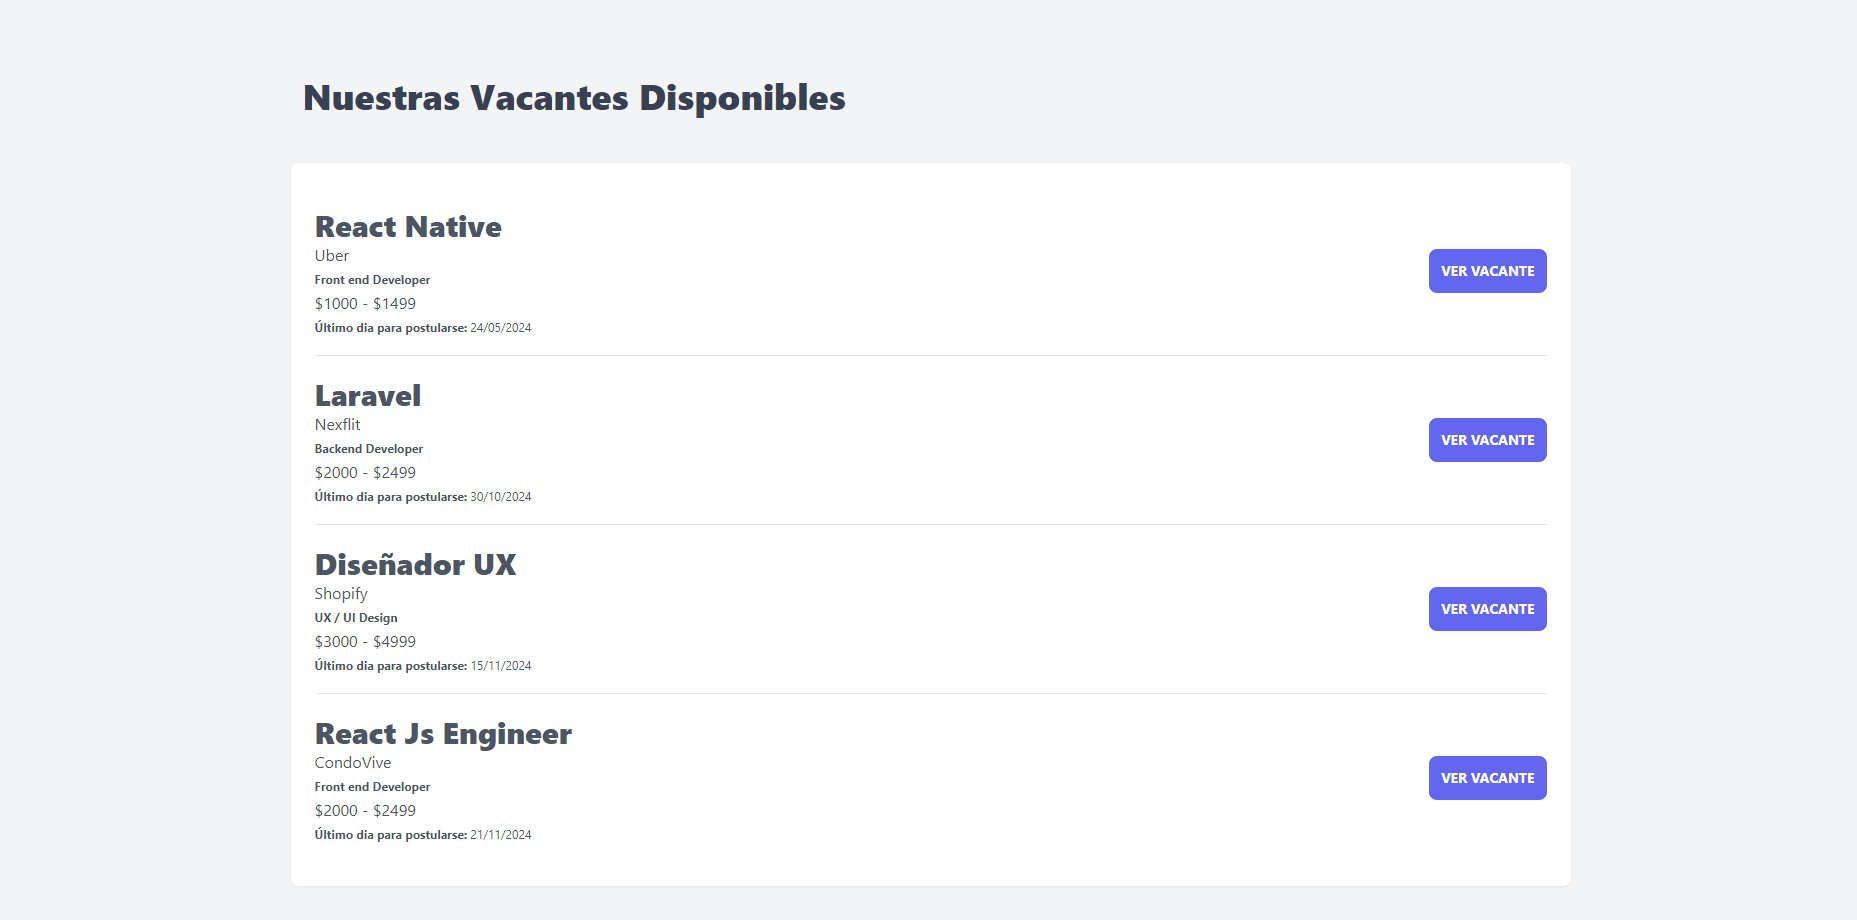 Nuestras Vacantes Disponibles
React Native
Uber
Front end Developer
$1000 - $1499
Último dia para postularse: 24/05/2024
VER VACANTE
Laravel
Nexflit
Backend Developer
$2000 - $2499
Último dia para postularse: 30/10/2024
VER VACANTE
Diseñador UX
Shopify
UX / UI Design
$3000 - $4999
Último dia para postularse: 15/11/2024
VER VACANTE
React Js Engineer
CondoVive
Front end Developer
$2000 - $2499
Último dia para postularse: 21/11/2024
VER VACANTE